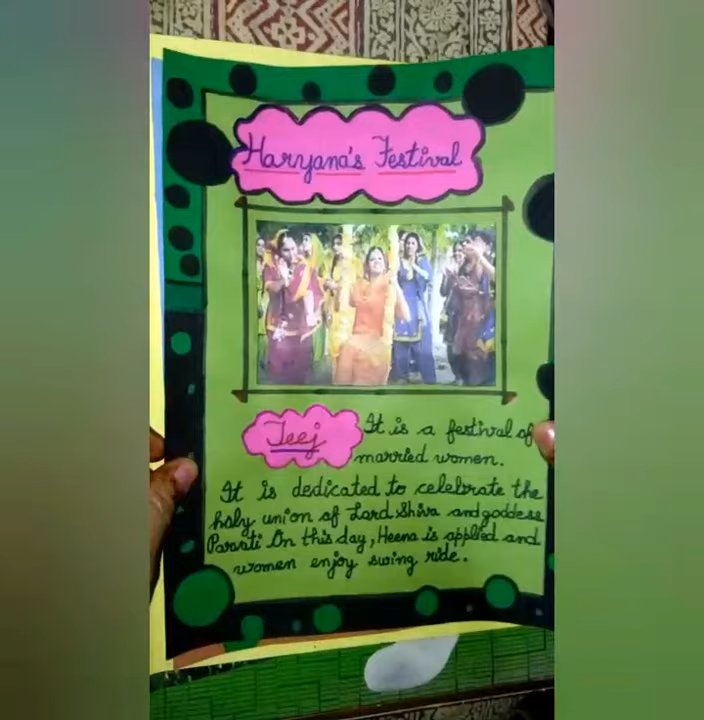 Haryana's Festival
Teej
It is a festival of
married women.
It is dedicated to celebrate the
holy union of Lord Shiva and goddess
Parvati. On this day, Heena is applied and
women enjoy swing ride.